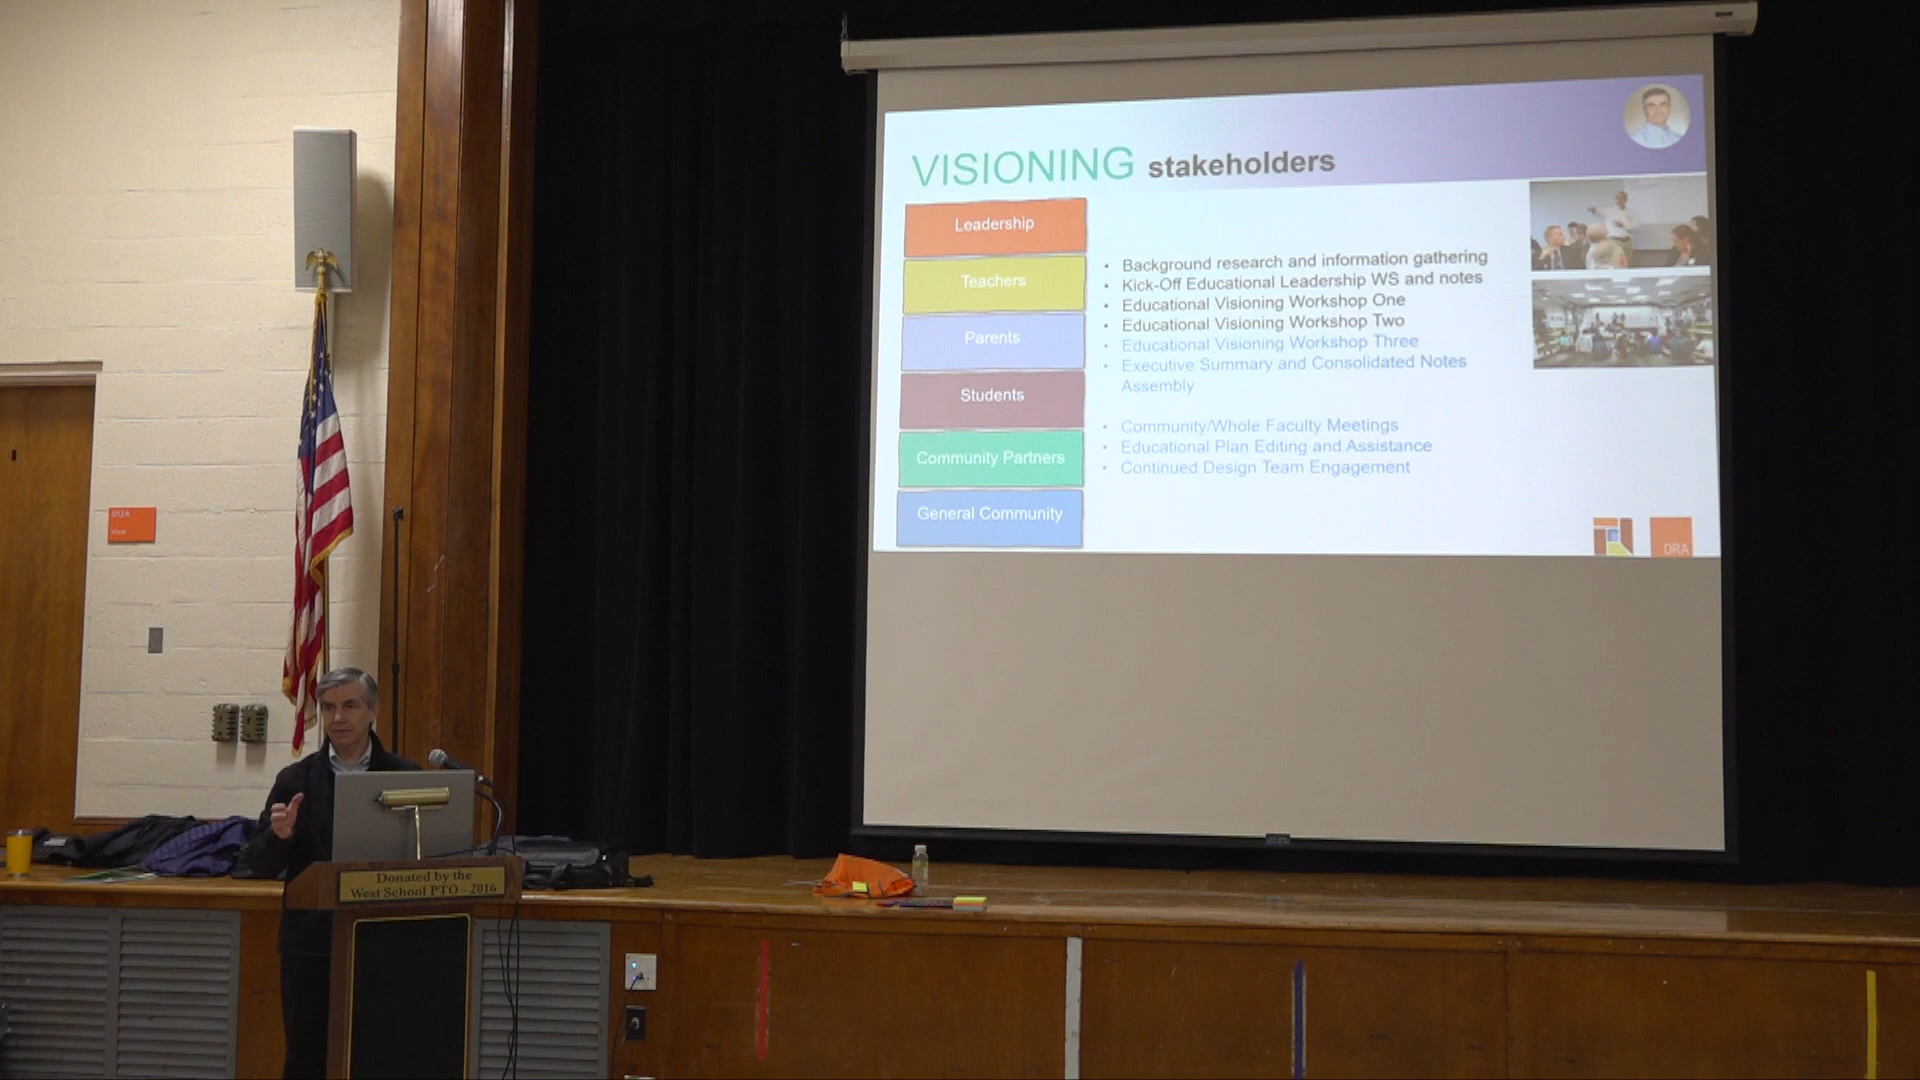 VISIONING stakeholders
Leadership
Teachers
Parents
Students
Community Partners
General Community
• Background research and information gathering
• Kick-Off Educational Leadership WS and notes
• Educational Visioning Workshop One
• Educational Visioning Workshop Two
• Educational Visioning Workshop Three
• Executive Summary and Consolidated Notes
Assembly
• Community/Whole Faculty Meetings
• Educational Plan Editing and Assistance
• Continued Design Team Engagement
DRA
Donated by the
West School PTO - 2016